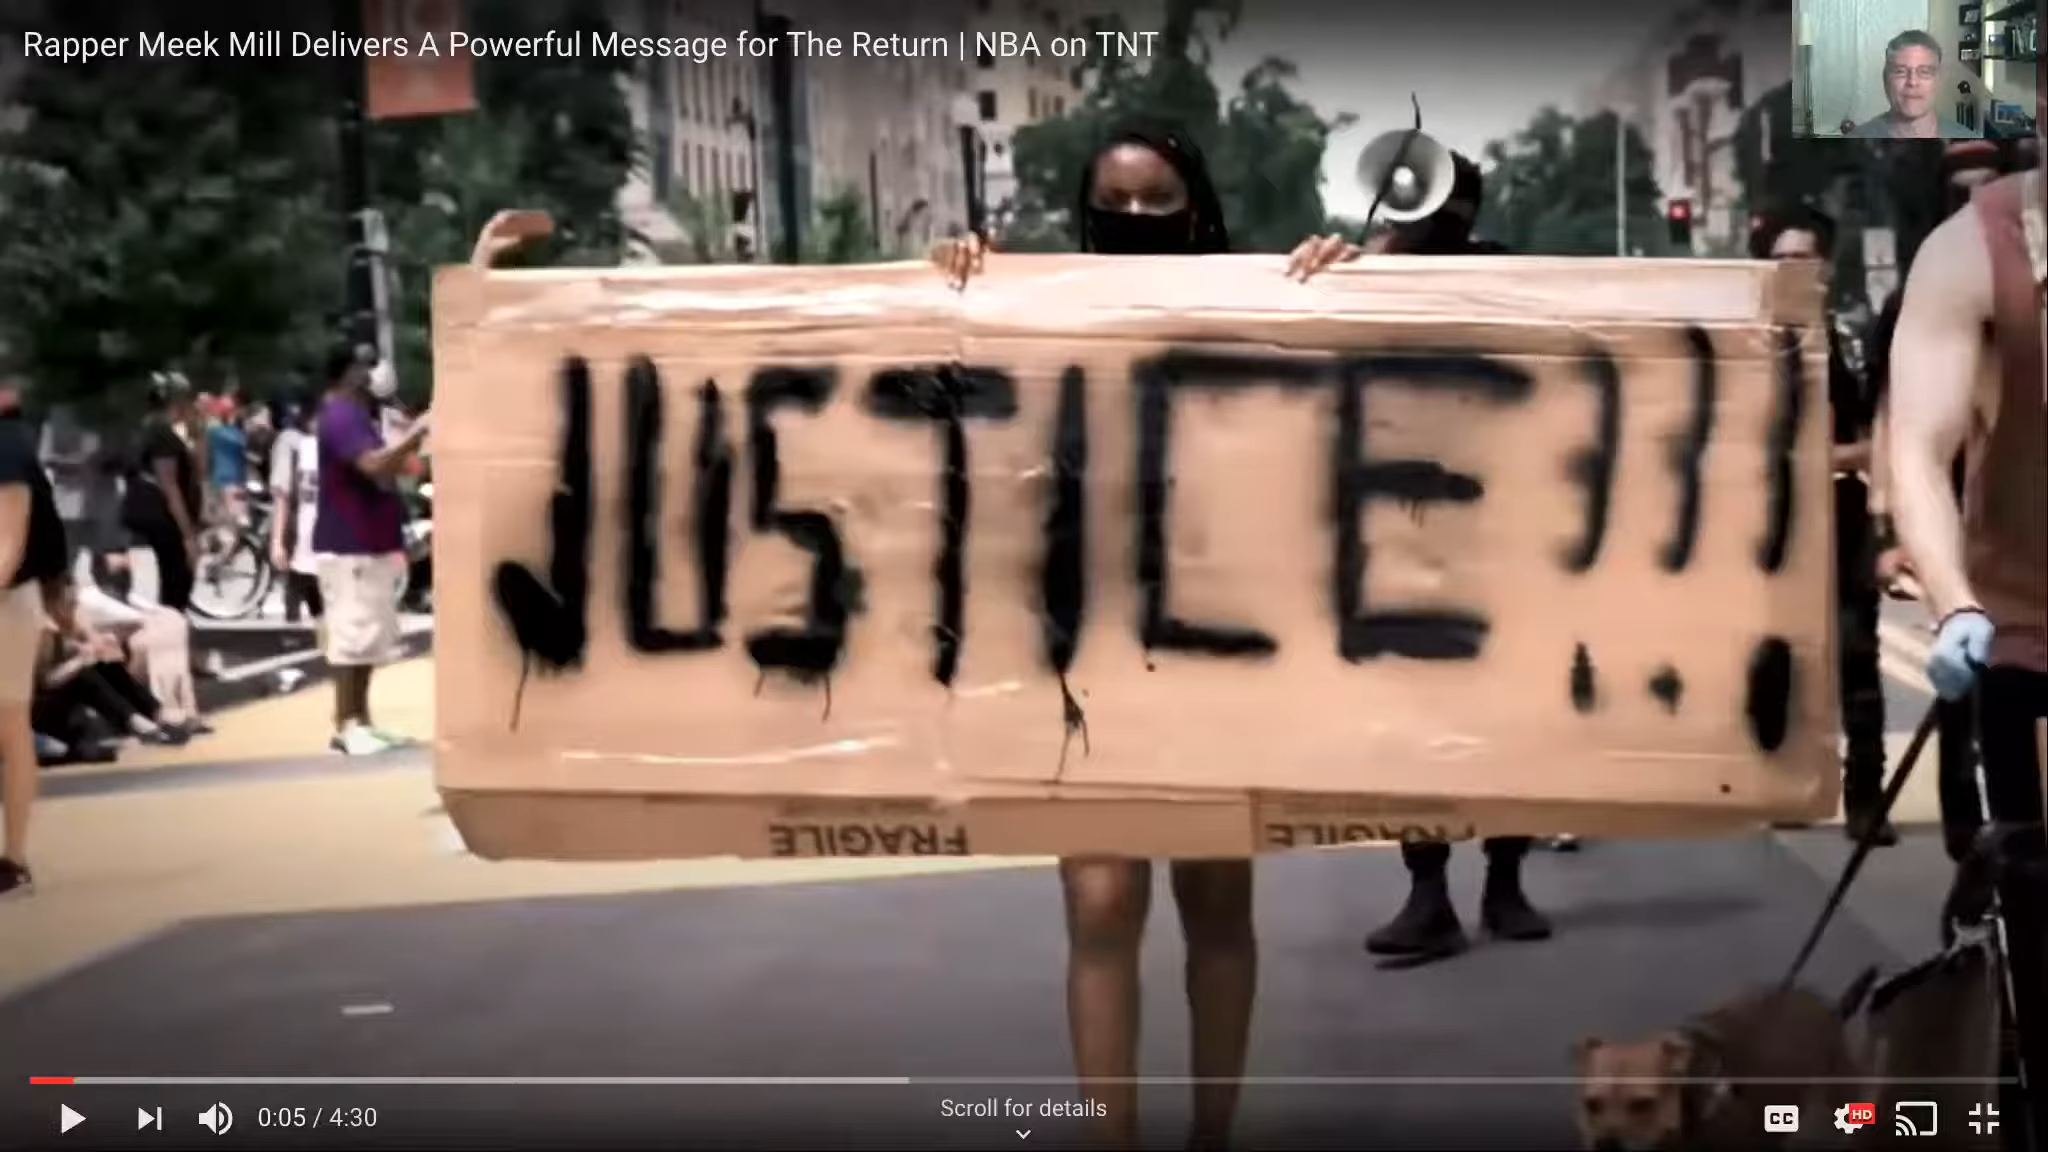 Rapper Meek Mill Delivers A Powerful Message for The Return | NBA on TNT
JUSTICE!!!
FRAGILE FRAGILE
0:05 / 4:30
Scroll for details
CC
HD